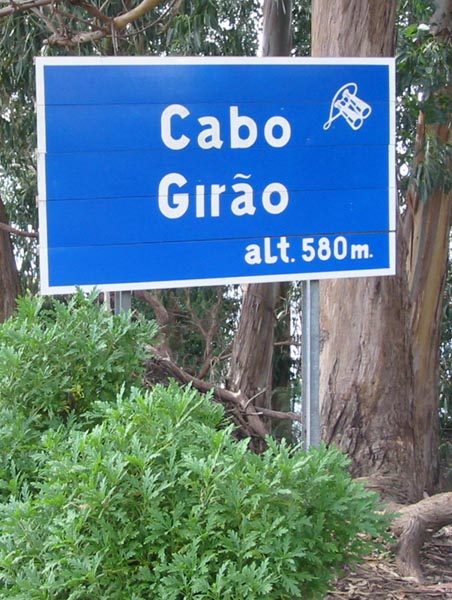 Cabo
Girão
alt. 580 m.